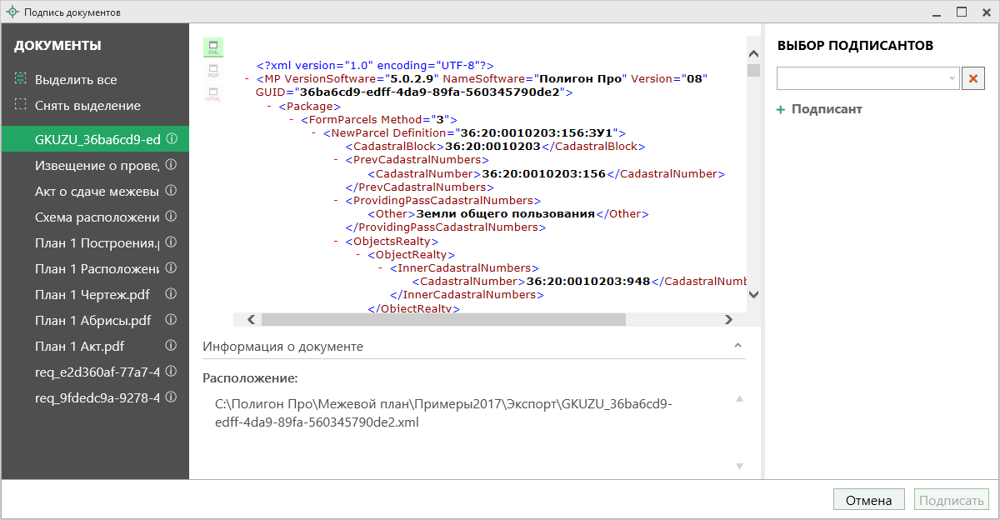 Подпись документов
ДОКУМЕНТЫ
Выделить все
Снять выделение
GKUZU_36ba6cd9-ed
Извещение о прове
Акт о сдаче межевы
Схема расположени
План 1 Построения.
План 1 Расположени
План 1 Чертеж.pdf
План 1 Абрисы.pdf
План 1 Акт.pdf
req_e2d360af-77a7-4
req_9fdedc9a-9278-4
XML
PDF
HTML
<?xml version="1.0" encoding="UTF-8"?>
- <MP VersionSoftware="5.0.2.9" NameSoftware="Полигон Про" Version="08"
GUID="36ba6cd9-edff-4da9-89fa-560345790de2">
- <Package>
- <FormParcels Method="3">
- <NewParcel Definition="36:20:0010203:156:ЗУ1">
<CadastralBlock>36:20:0010203</CadastralBlock>
- <PrevCadastralNumbers>
<CadastralNumber>36:20:0010203:156</CadastralNumber>
</PrevCadastralNumbers>
- <ProvidingPassCadastralNumbers>
<Other>Земли общего пользования</Other>
</ProvidingPassCadastralNumbers>
- <ObjectsRealty>
- <ObjectRealty>
- <InnerCadastralNumbers>
<CadastralNumber>36:20:0010203:948</CadastralNumb
</InnerCadastralNumbers>
</ObjectRealty>
Информация о документе
Расположение:
C:\Полигон Про\Межевой план\Примеры2017\Экспорт\GKUZU_36ba6cd9-
edff-4da9-89fa-560345790de2.xml
ВЫБОР ПОДПИСАНТОВ
+ Подписант
Отмена
Подписать